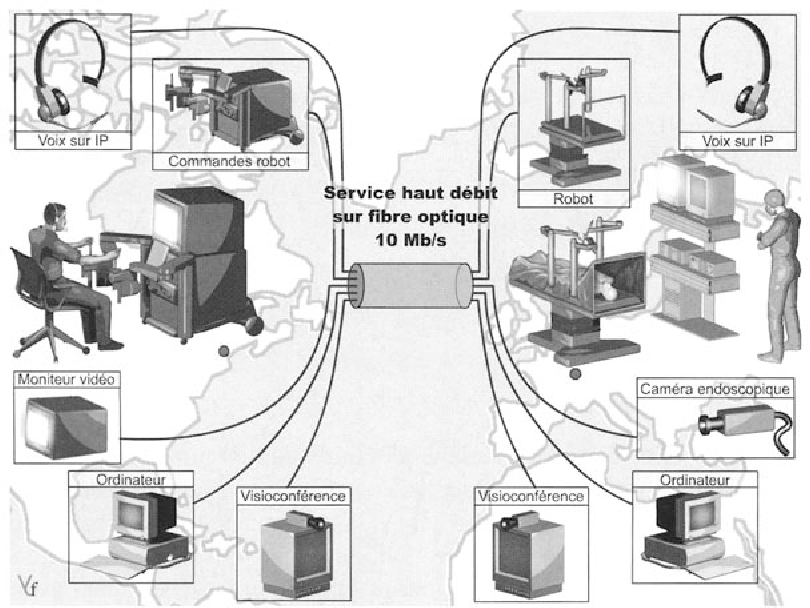 Voix sur IP
Commandes robot
Robot
Voix sur IP
Service haut débit
sur fibre optique
10 Mb/s
Moniteur vidéo
Caméra endoscopique
Ordinateur
Visioconférence
Visioconférence
Ordinateur